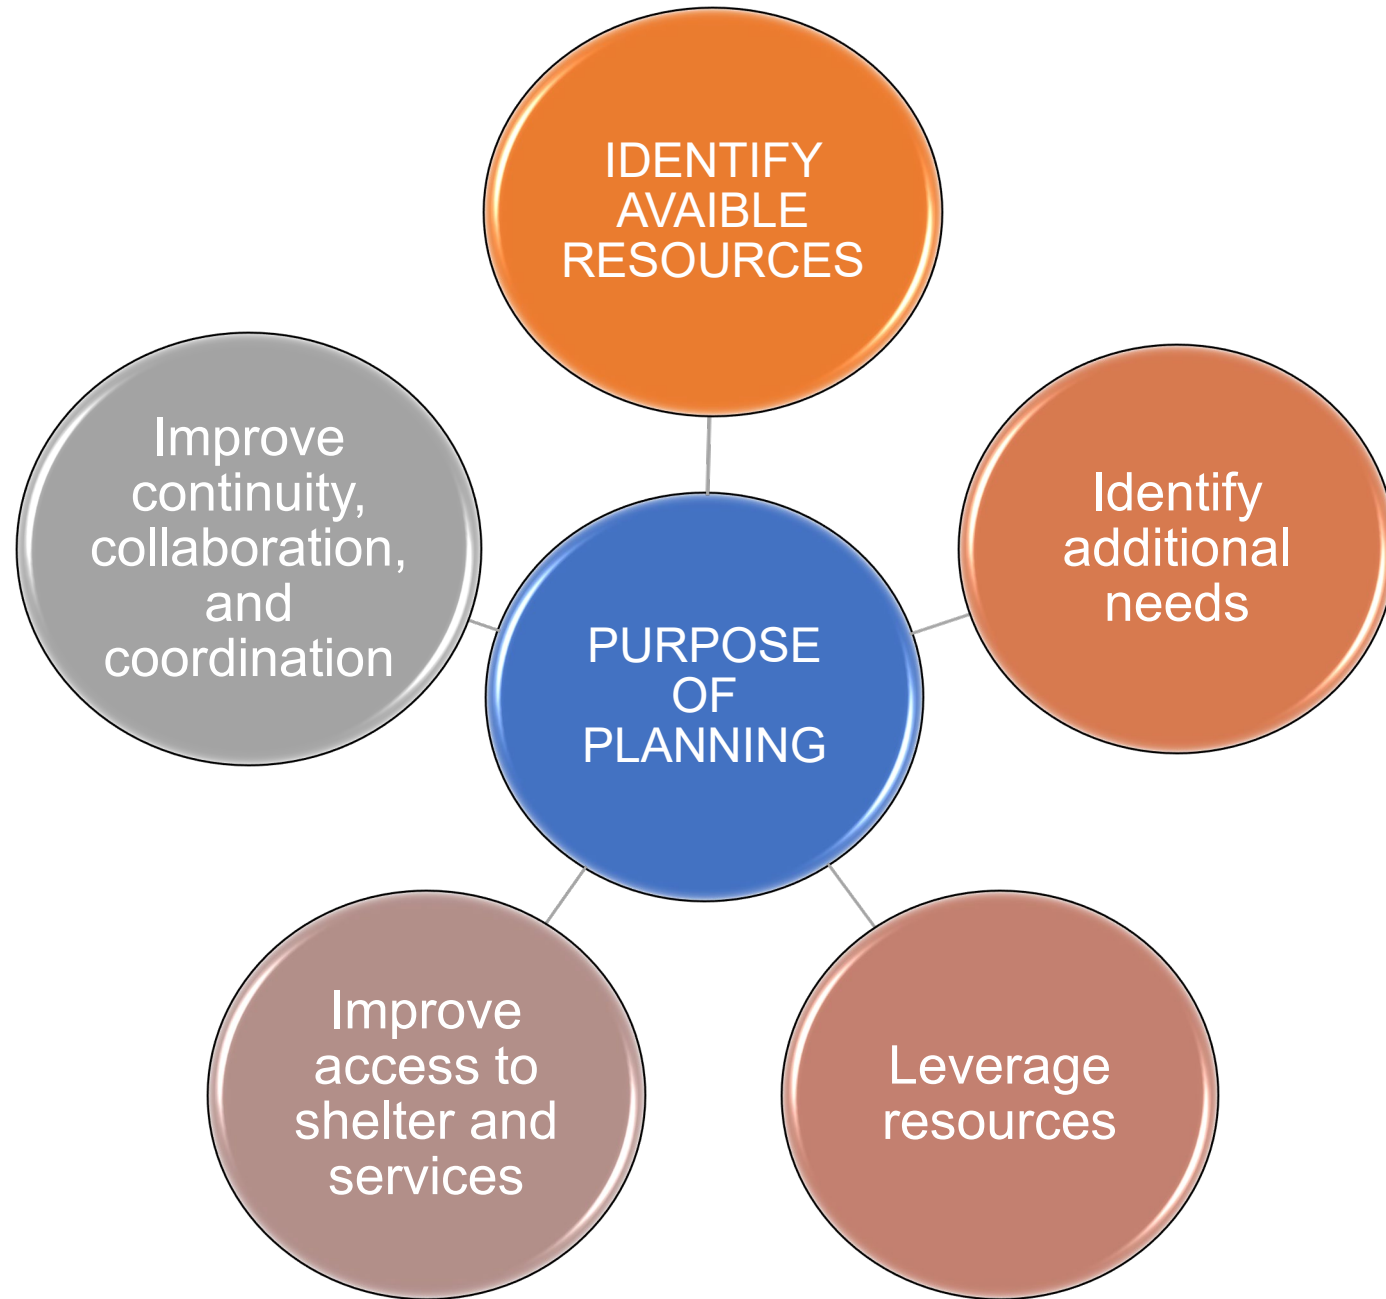 IDENTIFY
AVAIBLE
RESOURCES
Identify
additional
needs
Leverage
resources
Improve
access to
shelter and
services
Improve
continuity,
collaboration,
and
coordination
PURPOSE
OF
PLANNING